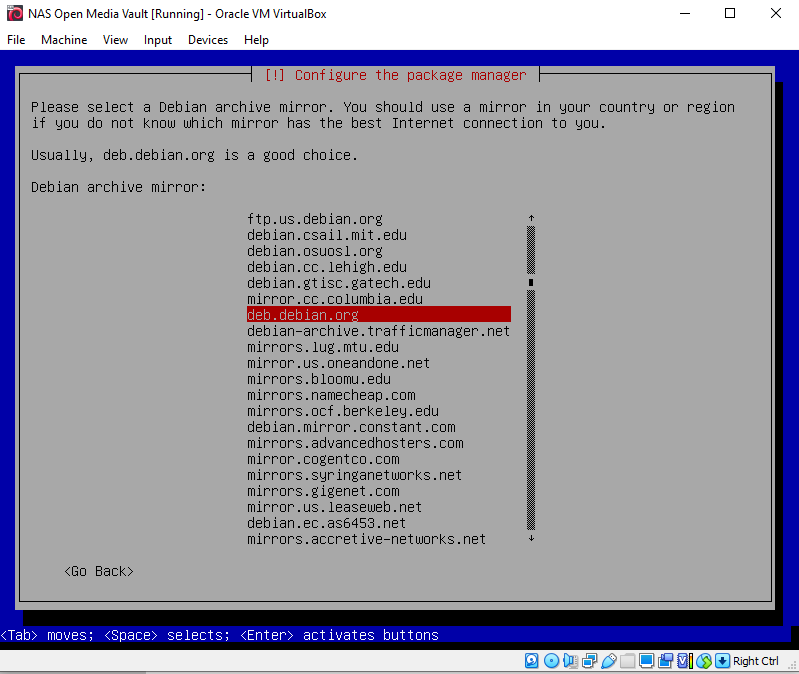 NAS Open Media Vault [Running] - Oracle VM VirtualBox
File Machine View Input Devices Help
[!] Configure the package manager
Please select a Debian archive mirror. You should use a mirror in your country or region
if you do not know which mirror has the best Internet connection to you.
Usually, deb.debian.org is a good choice.
Debian archive mirror:
ftp.us.debian.org
debian.csail.mit.edu
debian.osuosl.org
debian.cc.lehigh.edu
debian.gtisc.gatech.edu
mirror.cc.columbia.edu
deb.debian.org
debian-archive.trafficmanager.net
mirrors.lug.mtu.edu
mirror.us.oneandone.net
mirrors.bloomu.edu
mirrors.namecheap.com
mirrors.ocf.berkeley.edu
debian.mirror.constant.com
mirrors.advancedhosters.com
mirror.cogentco.com
mirrors.syringanetworks.net
mirrors.gigenet.com
mirror.us.leaseweb.net
debian.ec.as6453.net
mirrors.accretive-networks.net
<Go Back>
<Tab> moves; <Space> selects; <Enter> activates buttons
Right Ctrl